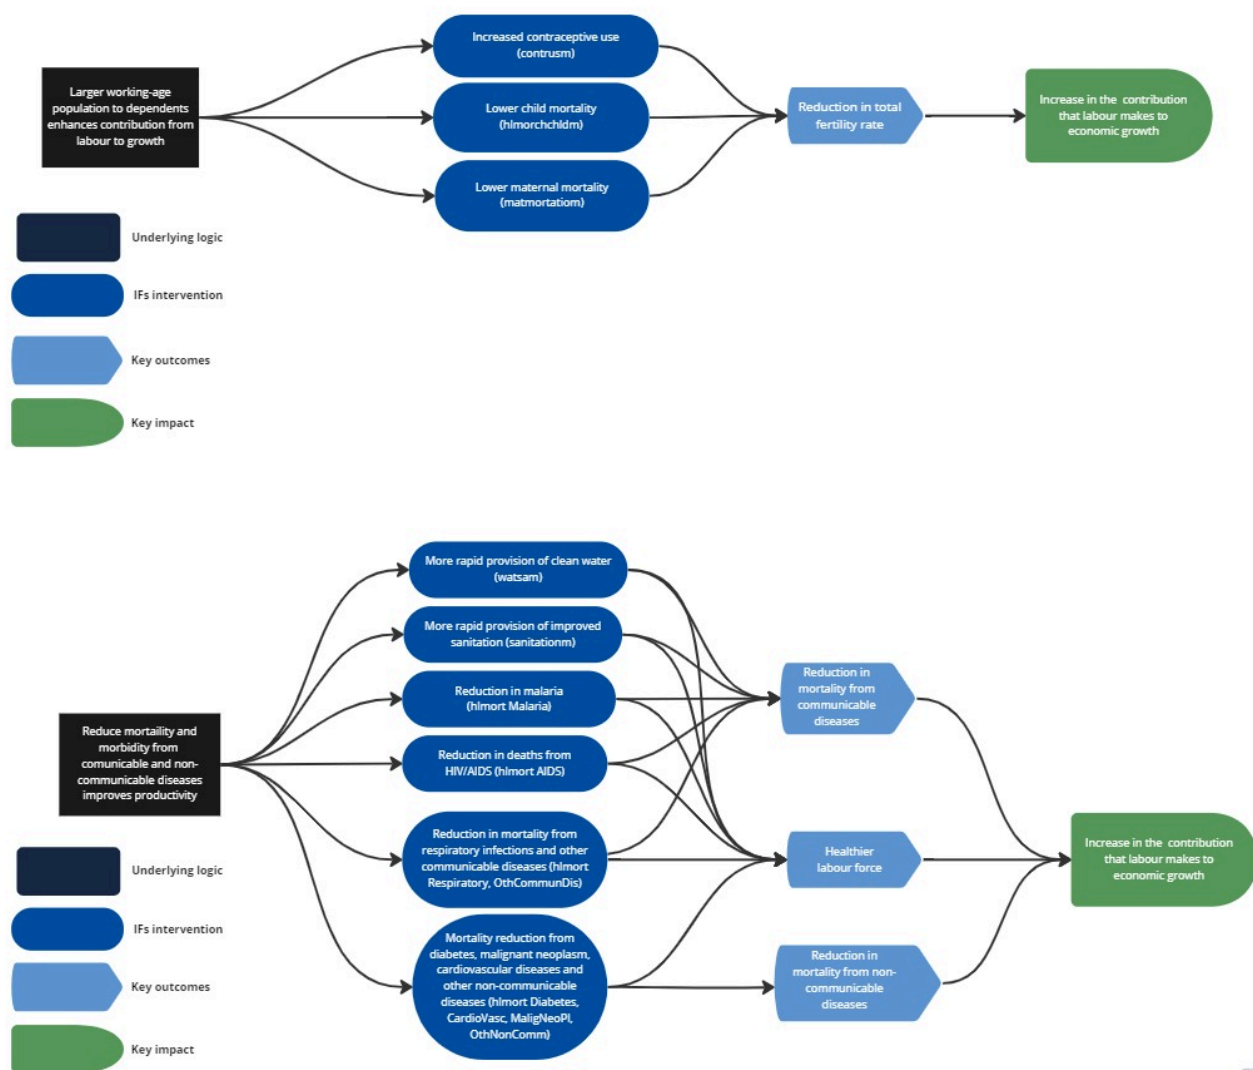 Larger working-age
population to dependents
enhances contribution from
labour to growth
Increased contraceptive use
(contrusm)
Lower child mortality
(hlmorchchldm)
Lower maternal mortality
(matmortatiom)
Reduction in total
fertility rate
Increase in the contribution
that labour makes to
economic growth
Underlying logic
IFs intervention
Key outcomes
Key impact
Reduce mortaility and
morbidity from
comunicable and non-
communicable diseases
improves productivity
More rapid provision of clean water
(watsam)
More rapid provision of improved
sanitation (sanitationm)
Reduction in malaria
(hlmort Malaria)
Reduction in deaths from
HIV/AIDS (hlmort AIDS)
Reduction in mortality from
respiratory infections and other
communicable diseases (hlmort
Respiratory, OthCommunDis)
Mortality reduction from
diabetes, malignant neoplasm,
cardiovascular diseases and
other non-communicable
diseases (hlmort Diabetes,
CardioVasc, MaligNeoPl,
OthNonComm)
Reduction in
mortality from
communicable
diseases
Healthier
labour force
Reduction in
mortality from non-
communicable
diseases
Increase in the contribution
that labour makes to
economic growth
Underlying logic
IFs intervention
Key outcomes
Key impact